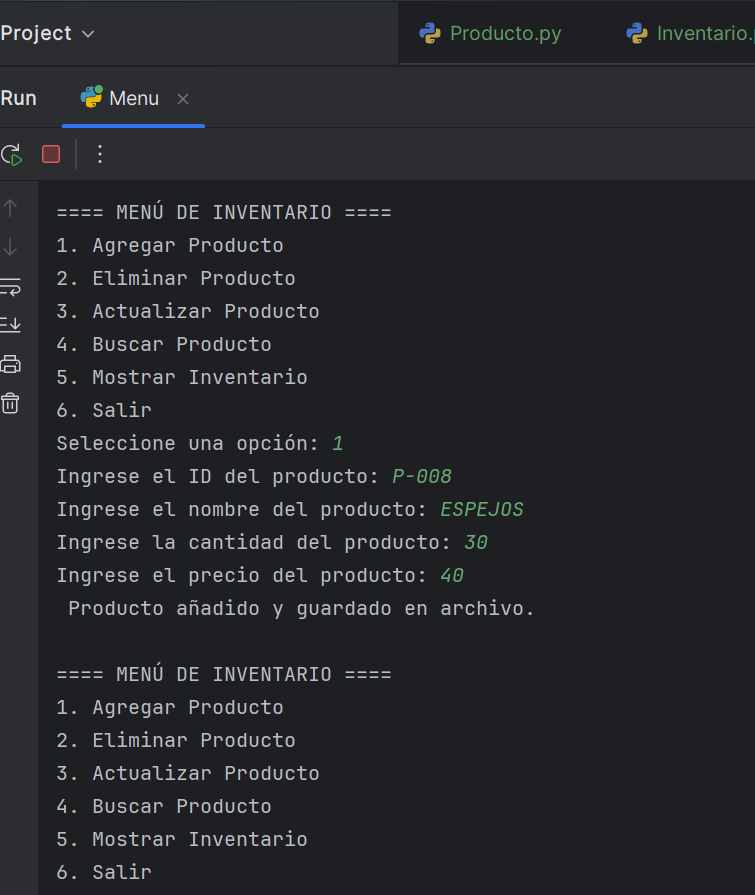 Project
Producto.py
Inventario.
Run
Menu
==== MENÚ DE INVENTARIO ====
1. Agregar Producto
2. Eliminar Producto
3. Actualizar Producto
4. Buscar Producto
5. Mostrar Inventario
6. Salir
Seleccione una opción: 1
Ingrese el ID del producto: P-008
Ingrese el nombre del producto: ESPEJOS
Ingrese la cantidad del producto: 30
Ingrese el precio del producto: 40
Producto añadido y guardado en archivo.
==== MENÚ DE INVENTARIO ====
1. Agregar Producto
2. Eliminar Producto
3. Actualizar Producto
4. Buscar Producto
5. Mostrar Inventario
6. Salir